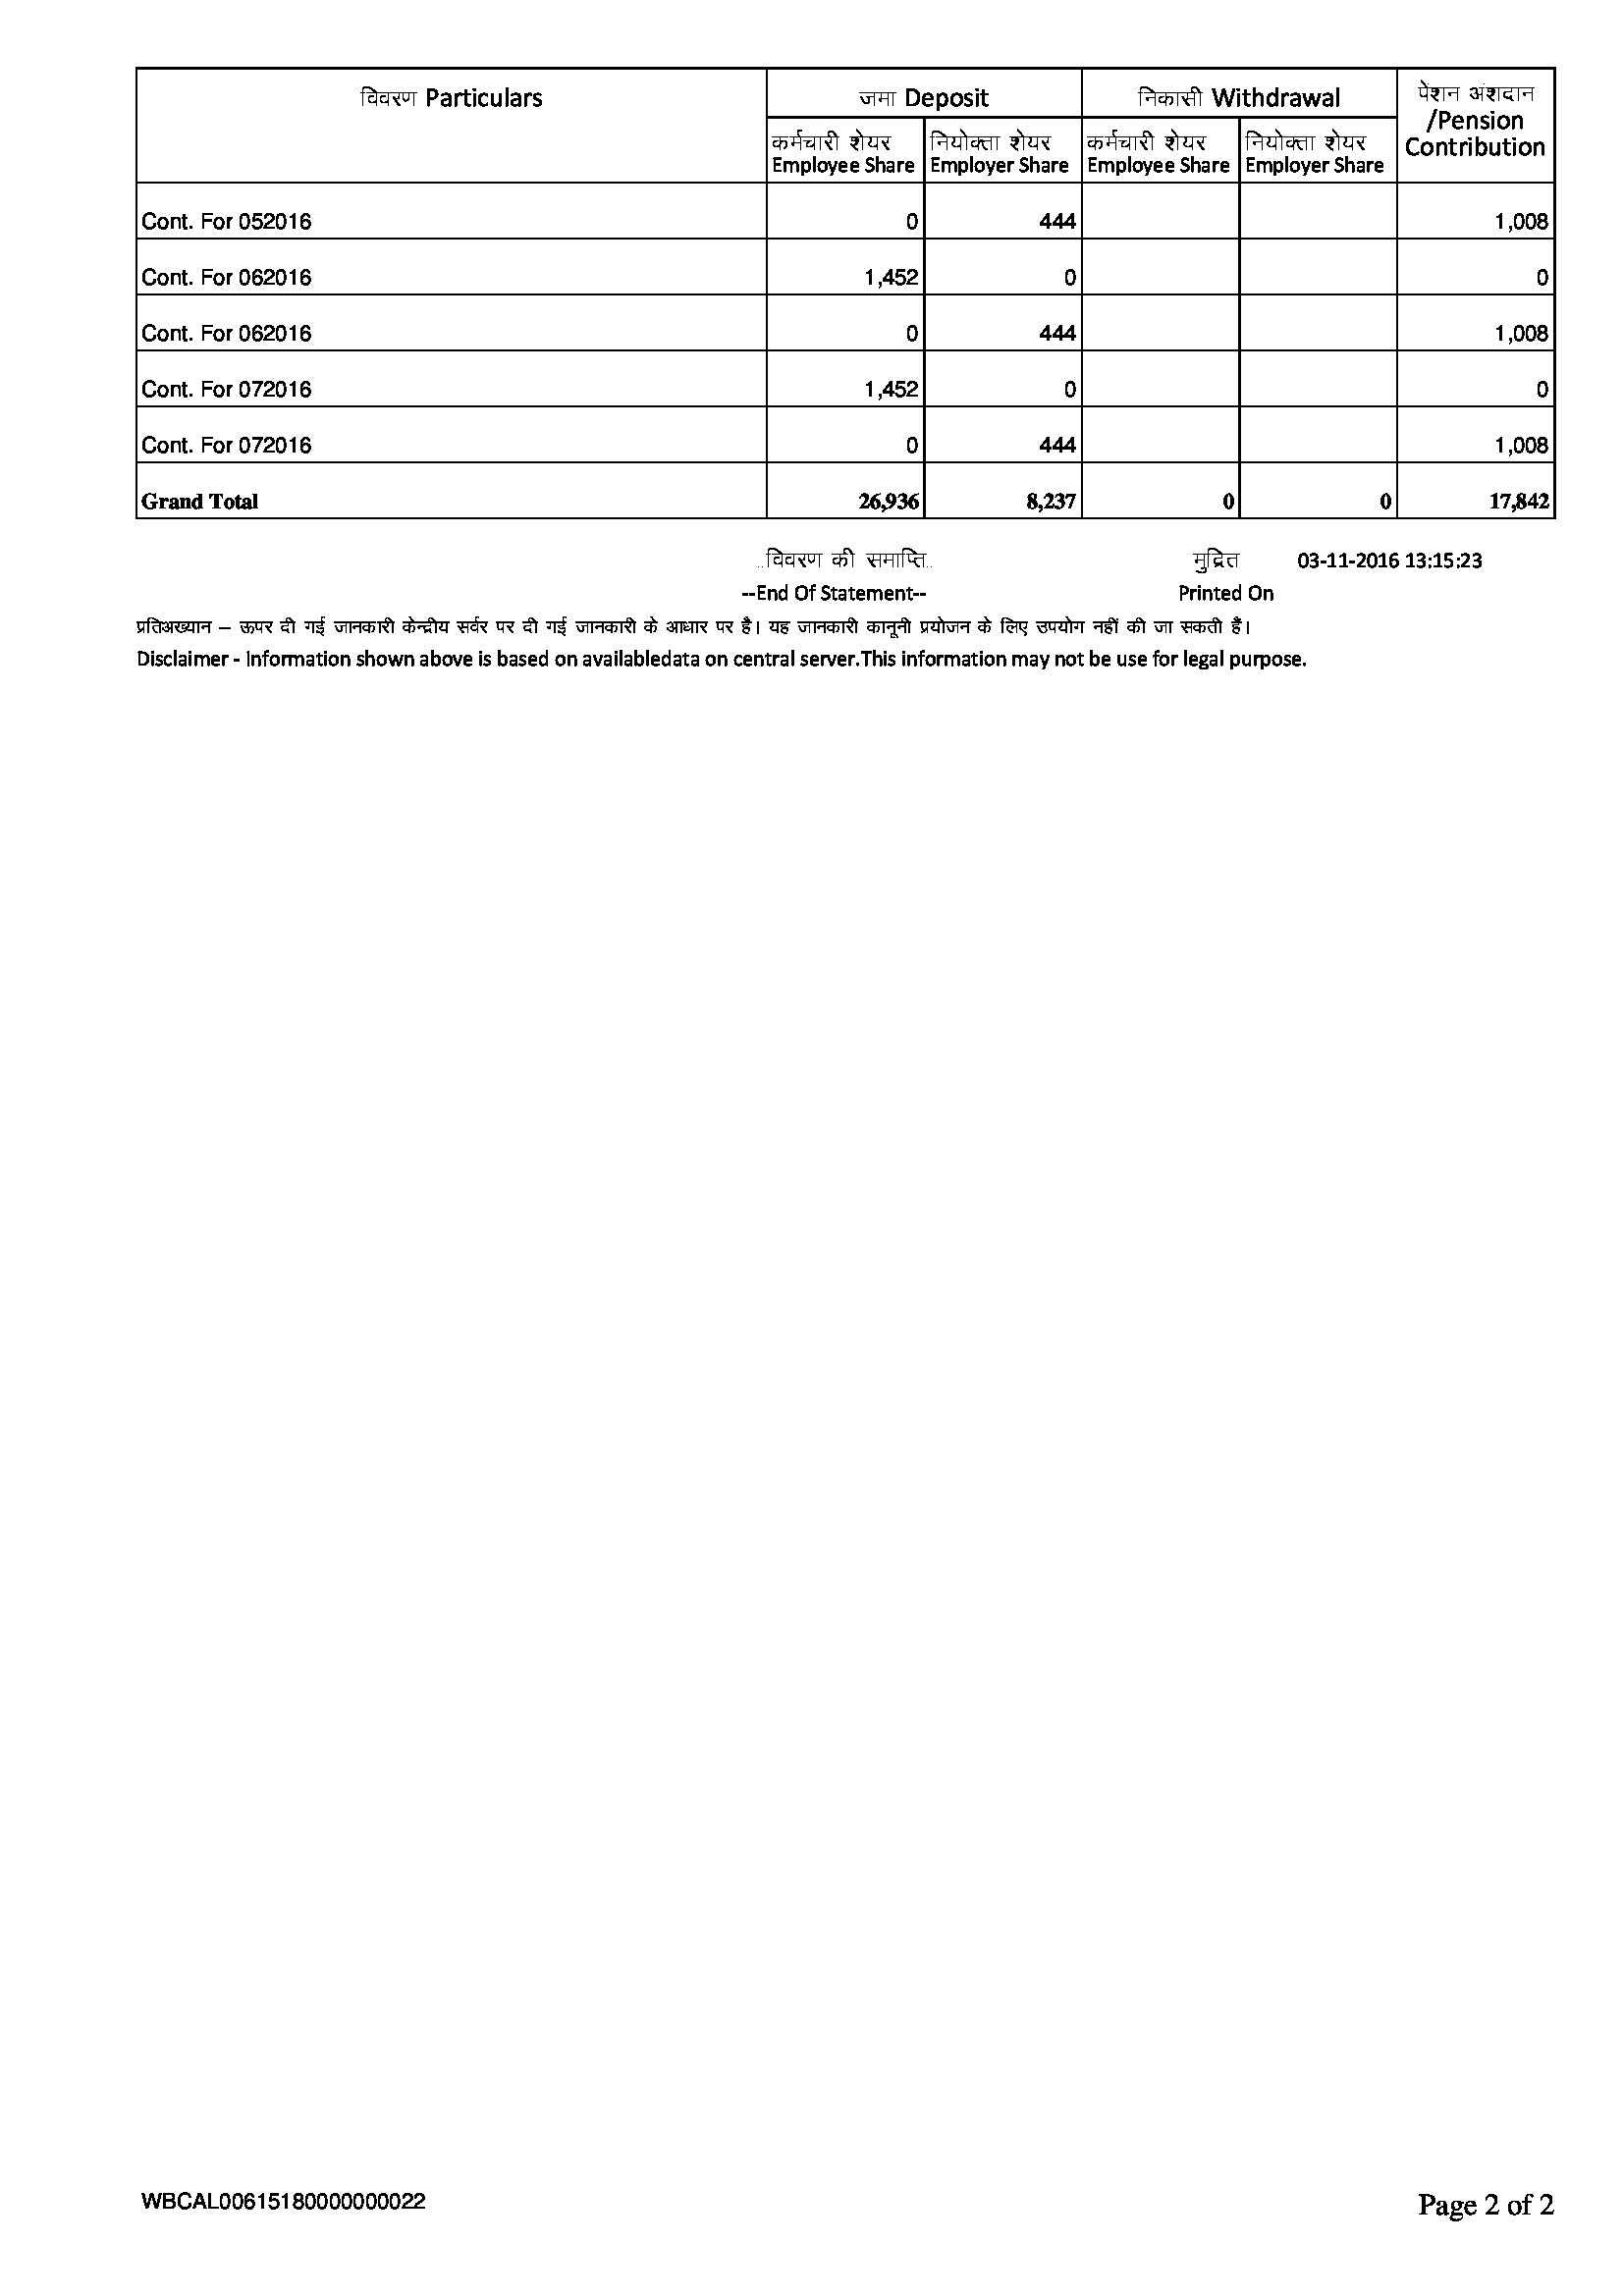 विवरण Particulars
जमा Deposit
निकासी Withdrawal
पेंशन अंशदान
/Pension
Contribution
कर्मचारी शेयर नियोक्ता शेयर कर्मचारी शेयर नियोक्ता शेयर
Employee Share Employer Share Employee Share Employer Share
Cont. For 052016 0 444 1,008
Cont. For 062016 1,452 0 0
Cont. For 062016 0 444 1,008
Cont. For 072016 1,452 0 0
Cont. For 072016 0 444 1,008
Grand Total 26,936 8,237 0 0 17,842
..विवरण की समाप्ति.. मुद्रित 03-11-2016 13:15:23
--End Of Statement-- Printed On
प्रतिअख्यान – ऊपर दी गई जानकारी केन्द्रीय सर्वर पर दी गई जानकारी के आधार पर है। यह जानकारी कानूनी प्रयोजन के लिए उपयोग नहीं की जा सकती हैं।
Disclaimer - Information shown above is based on availabledata on central server.This information may not be use for legal purpose.
WBCAL00615180000000022 Page 2 of 2